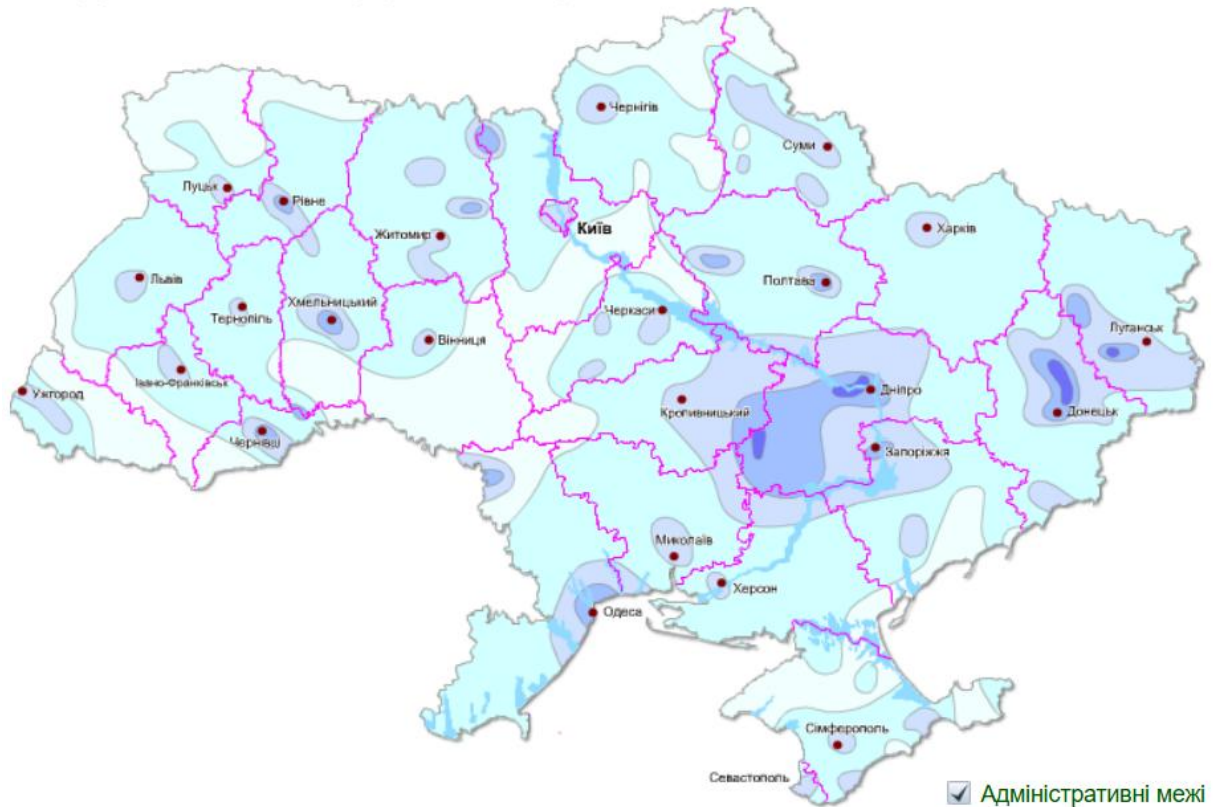 Чернігів
Суми
Луцьк
Рівне
Київ
Харків
Житомир
Львів
Полтава
Хмельницький
Тернопіль
Черкаси
Луганськ
Вінниця
Івано-Франківськ
Ужгород
Дніпро
Кропивницький
Донецьк
Чернівці
Запоріжжя
Миколаїв
Херсон
Одеса
Сімферополь
Севастополь
Адміністративні межі